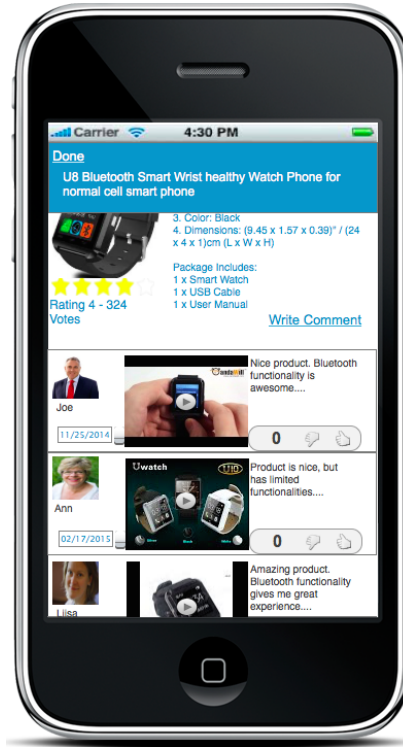 Carrier 4:30 PM
Done
U8 Bluetooth Smart Wrist healthy Watch Phone for
normal cell smart phone
3. Color: Black
4. Dimensions: (9.45 x 1.57 x 0.39)" / (24
x 4 x 1)cm (L x W x H)
Package Includes:
1 x Smart Watch
1 x USB Cable
1 x User Manual
Rating 4 - 324
Votes
Write Comment
Joe
11/25/2014
Nice product. Bluetooth
functionality is
awesome....
0
Ann
02/17/2015
Uwatch
U10
Product is nice, but
has limited
functionalities....
0
Liisa
Amazing product.
Bluetooth functionality
gives me great
experience....